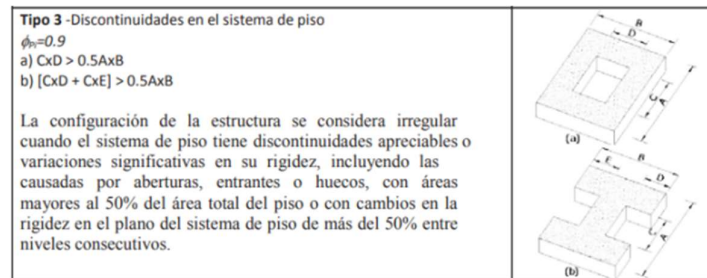 Tipo 3 -Discontinuidades en el sistema de piso
ϕPi=0.9
a) CxD > 0.5AxB
b) [CxD + CxE] > 0.5AxB
La configuración de la estructura se considera irregular
cuando el sistema de piso tiene discontinuidades apreciables o
variaciones significativas en su rigidez, incluyendo las
causadas por aberturas, entrantes o huecos, con áreas
mayores al 50% del área total del piso o con cambios en la
rigidez en el plano del sistema de piso de más del 50% entre
niveles consecutivos.
B
D
C
A
(a)
B
E
D
C
A
(b)